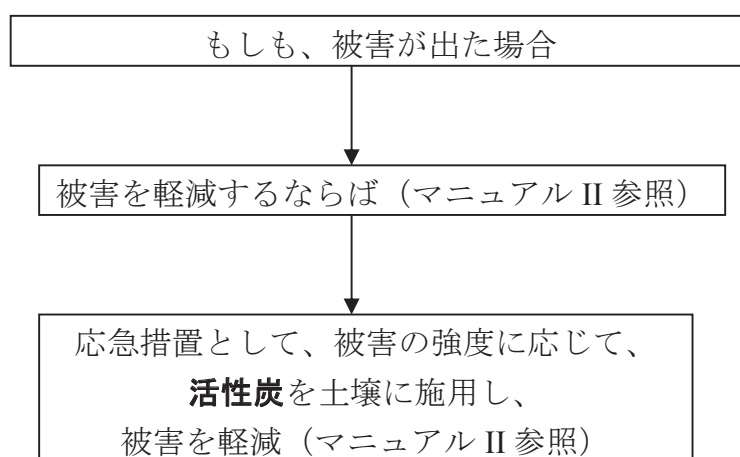 もしも、被害が出た場合
被害を軽減するならば（マニュアル II 参照）
応急措置として、被害の強度に応じて、
活性炭を土壌に施用し、
被害を軽減（マニュアル II 参照）